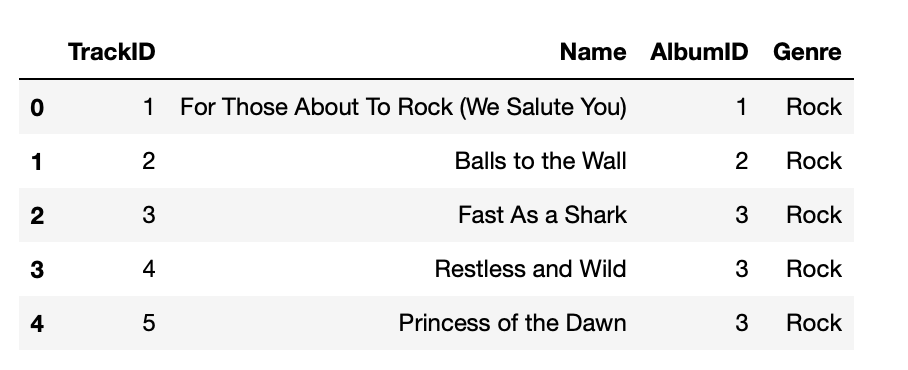 TrackID Name AlbumID Genre
0 1 For Those About To Rock (We Salute You) 1 Rock
1 2 Balls to the Wall 2 Rock
2 3 Fast As a Shark 3 Rock
3 4 Restless and Wild 3 Rock
4 5 Princess of the Dawn 3 Rock